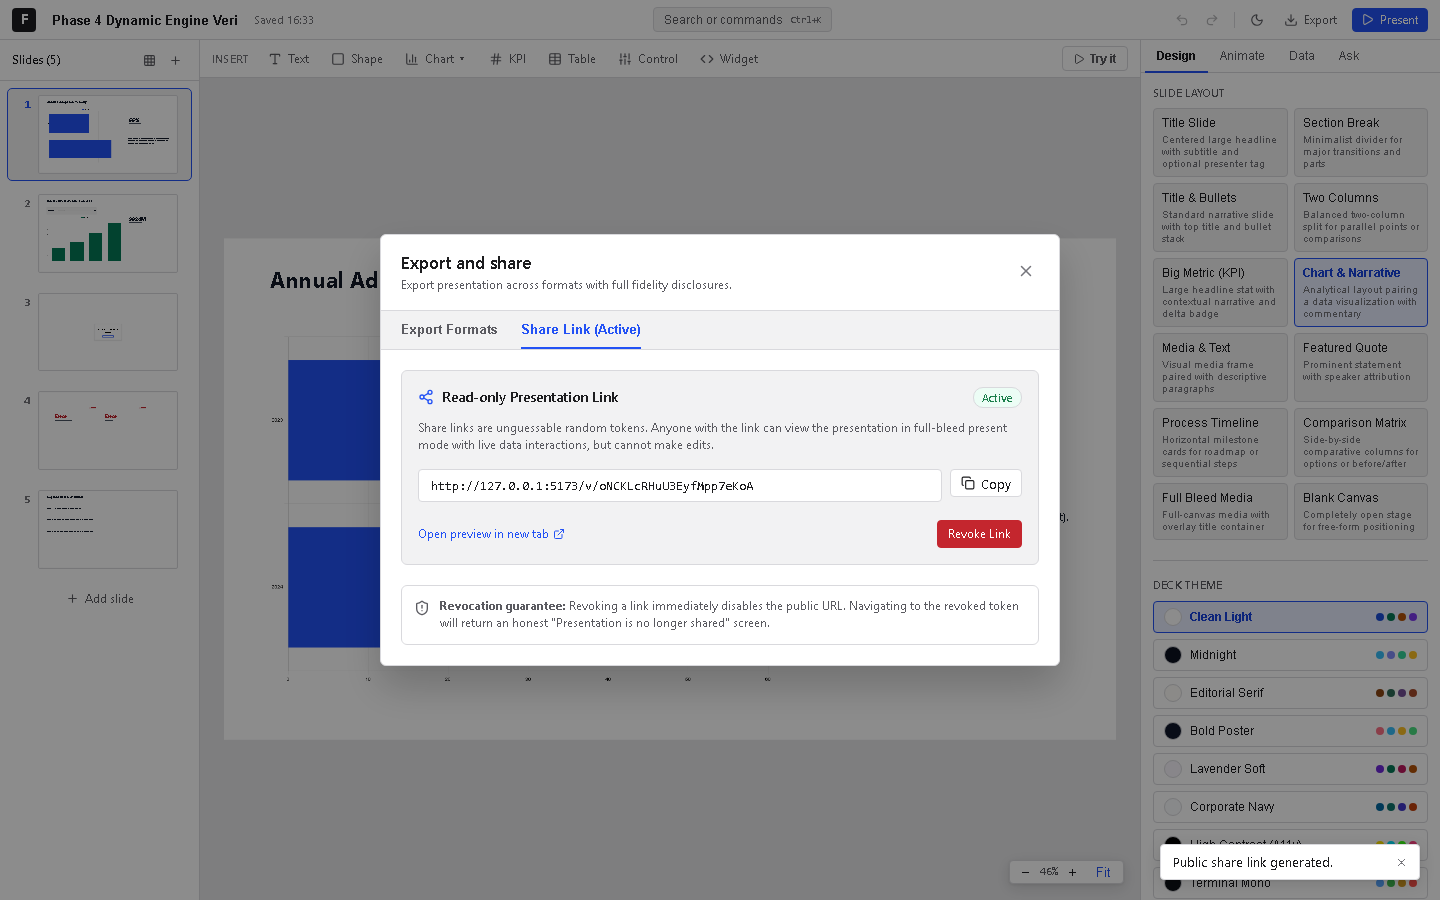 F
Phase 4 Dynamic Engine Veri
Saved 16:33
Search or commands Ctrl+K
Export
Present
Slides (5)
INSERT
Text
Shape
Chart
KPI
Table
Control
Widget
Try it
Design
Animate
Data
Ask
1
2
3
4
5
Add slide
Annual Ad
2023
2024
Export and share
Export presentation across formats with full fidelity disclosures.
Export Formats
Share Link (Active)
Read-only Presentation Link
Active
Share links are unguessable random tokens. Anyone with the link can view the presentation in full-bleed present
mode with live data interactions, but cannot make edits.
http://127.0.0.1:5173/v/oNCKLcRHuU3EyfMpp7eKoA
Copy
Open preview in new tab
Revoke Link
Revocation guarantee: Revoking a link immediately disables the public URL. Navigating to the revoked token
will return an honest "Presentation is no longer shared" screen.
46%
Fit
SLIDE LAYOUT
Title Slide
Centered large headline
with subtitle and
optional presenter tag
Section Break
Minimalist divider for
major transitions and
parts
Title & Bullets
Standard narrative slide
with top title and bullet
stack
Two Columns
Balanced two-column
split for parallel points or
comparisons
Big Metric (KPI)
Large headline stat with
contextual narrative and
delta badge
Chart & Narrative
Analytical layout pairing
a data visualization with
commentary
Media & Text
Visual media frame
paired with descriptive
paragraphs
Featured Quote
Prominent statement
with speaker attribution
Process Timeline
Horizontal milestone
cards for roadmap or
sequential steps
Comparison Matrix
Side-by-side
comparative columns for
options or before/after
Full Bleed Media
Full-canvas media with
overlay title container
Blank Canvas
Completely open stage
for free-form positioning
DECK THEME
Clean Light
Midnight
Editorial Serif
Bold Poster
Lavender Soft
Corporate Navy
High Contrast (A11y)
Terminal Mono
Public share link generated.